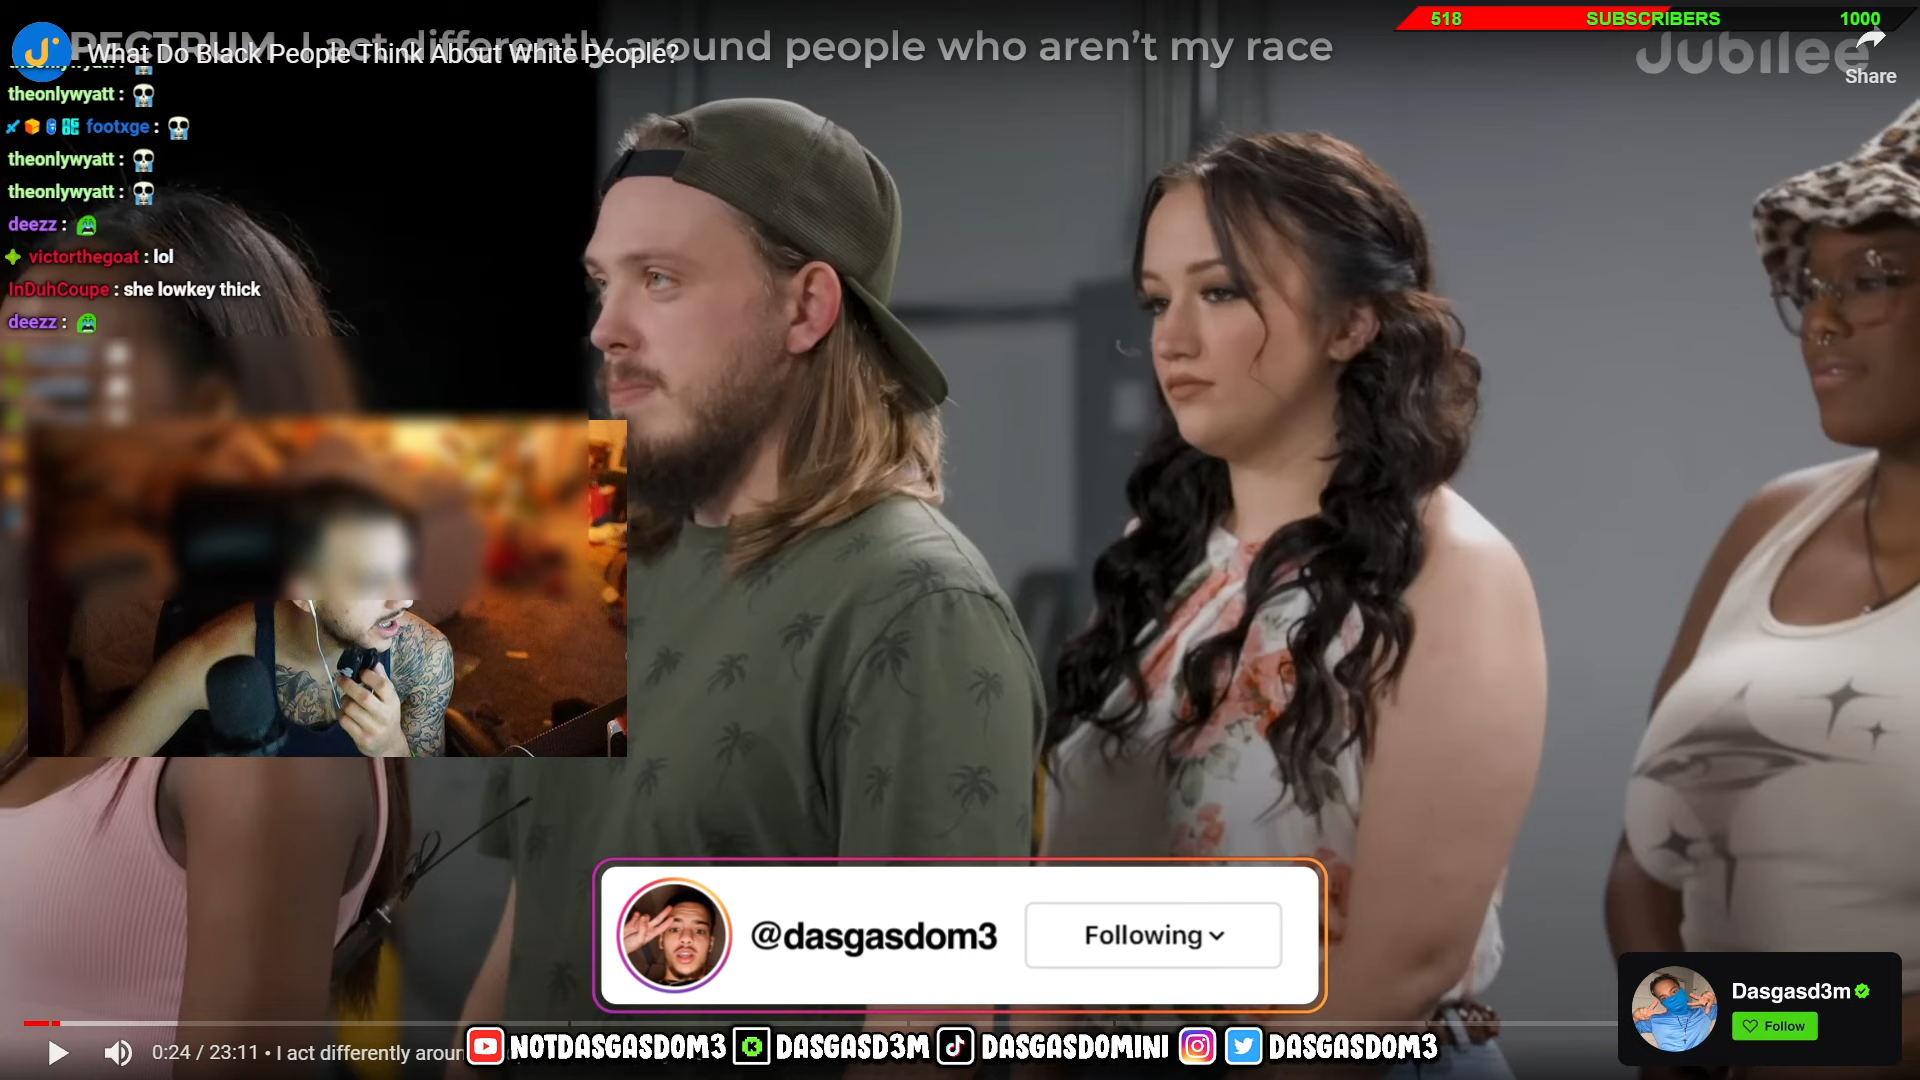 518 SUBSCRIBERS 1000
PECTRUM I act differently around people who aren't my race
What Do Black People Think About White People?
Jubilee
Share
theonlywyatt :
footxge :
theonlywyatt :
theonlywyatt :
deezz :
victorthegoat : lol
InDuhCoupe : she lowkey thick
deezz :
@dasgasdom3
Following
Dasgasd3m
Follow
0:24 / 23:11 • I act differently aroun
NOTDASGASDOM3 DASGASD3M DASGASDOMINI DASGASDOM3